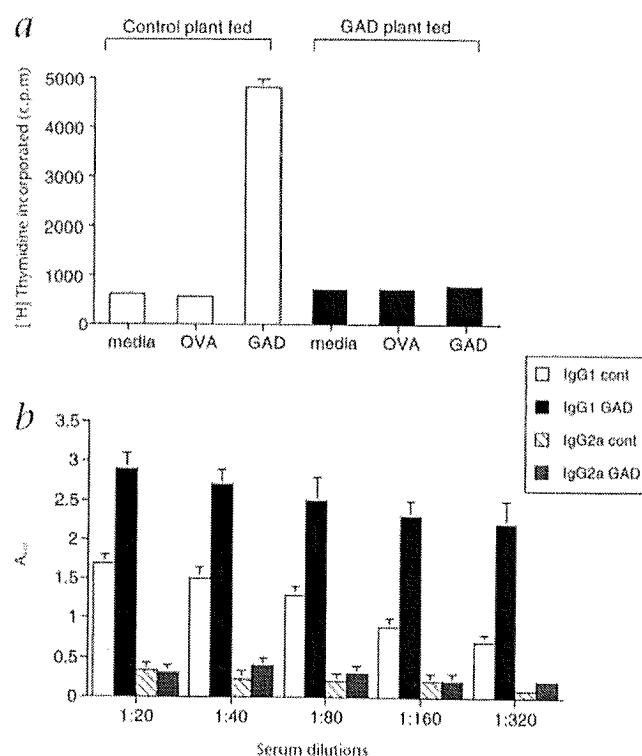 a
Control plant fed GAD plant fed
[³H] Thymidine incorporated (c.p.m)
5000
4000
3000
2000
1000
0
media OVA GAD media OVA GAD
IgG1 cont
IgG1 GAD
IgG2a cont
IgG2a GAD
b
3.5
3
2.5
2
1.5
1
0.5
0
1:20 1:40 1:80 1:160 1:320
Serum dilutions